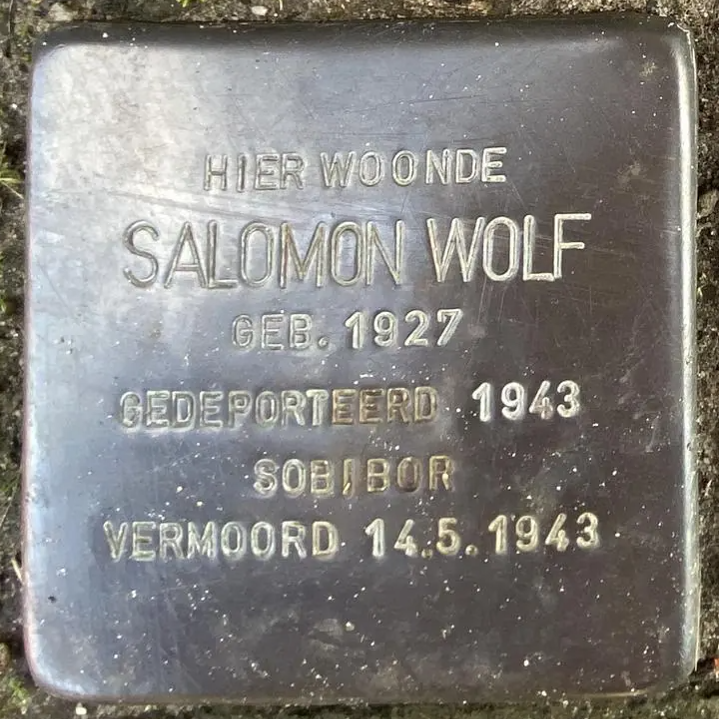 HIER WOONDE
SALOMON WOLF
GEB. 1927
GEDEPORTEERD 1943
SOBIBOR
VERMOORD 14.5.1943